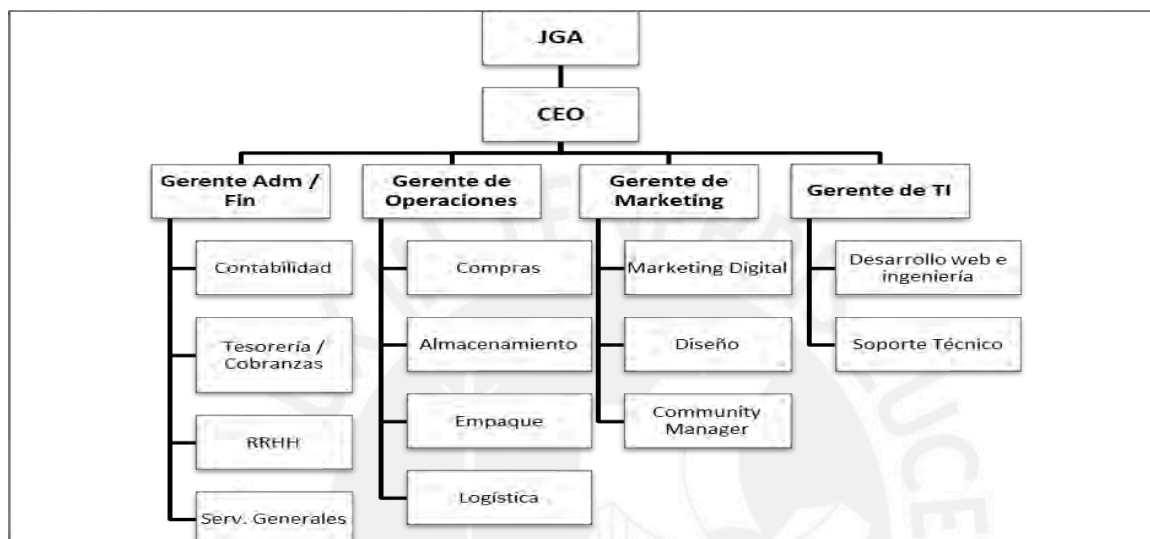 JGA
CEO
Gerente Adm /
Fin
Contabilidad
Tesorería /
Cobranzas
RRHH
Serv. Generales
Gerente de
Operaciones
Compras
Almacenamiento
Empaque
Logística
Gerente de
Marketing
Marketing Digital
Diseño
Community
Manager
Gerente de TI
Desarrollo web e
ingeniería
Soporte Técnico